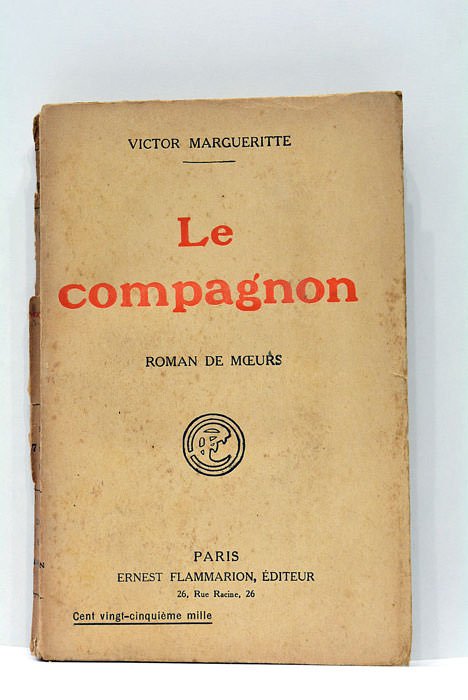 VICTOR MARGUERITTE
Le
compagnon
ROMAN DE MŒURS
PARIS
ERNEST FLAMMARION, ÉDITEUR
26, Rue Racine, 26
Cent vingt-cinquième mille